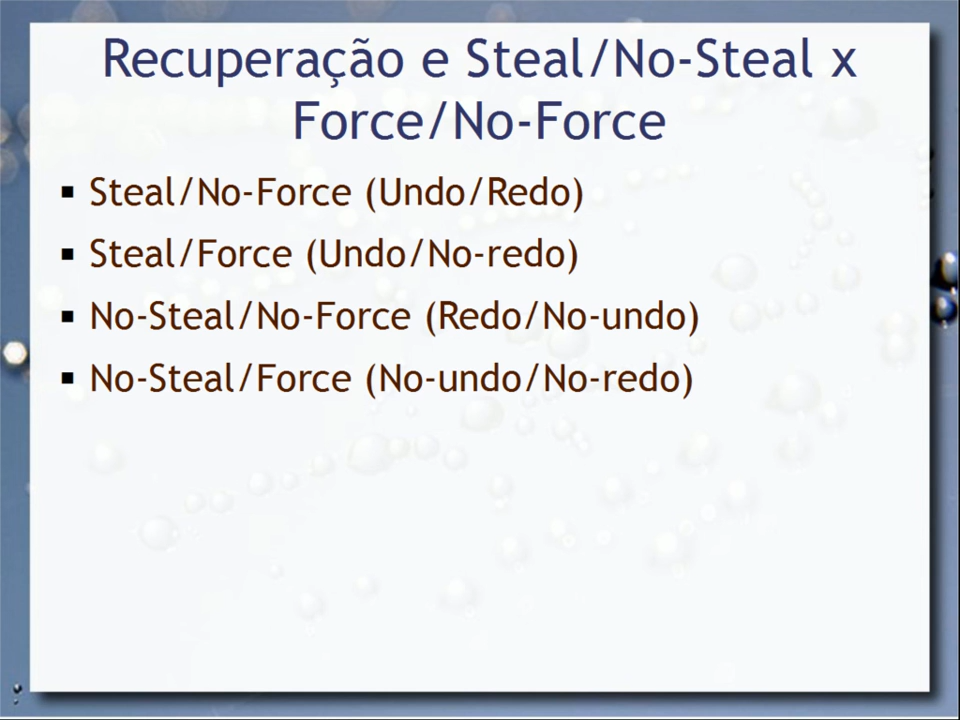 Recuperação e Steal/No-Steal x
Force/No-Force
▪ Steal/No-Force (Undo/Redo)
▪ Steal/Force (Undo/No-redo)
▪ No-Steal/No-Force (Redo/No-undo)
▪ No-Steal/Force (No-undo/No-redo)